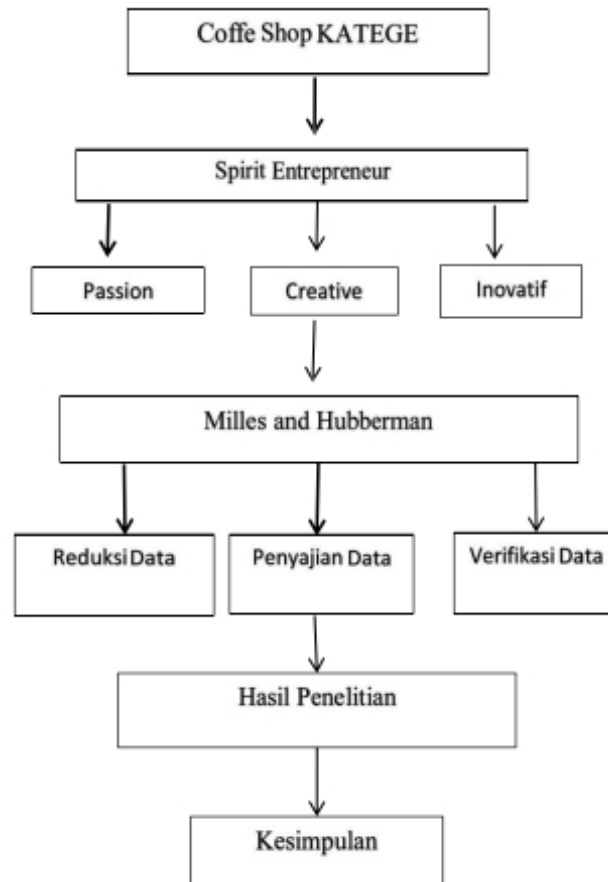 Coffe Shop KATEGE
Spirit Entrepreneur
Passion
Creative
Inovatif
Milles and Hubberman
Reduksi Data
Penyajian Data
Verifikasi Data
Hasil Penelitian
Kesimpulan